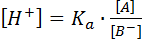 [H⁺] = Kₐ · [A]/[B⁻]